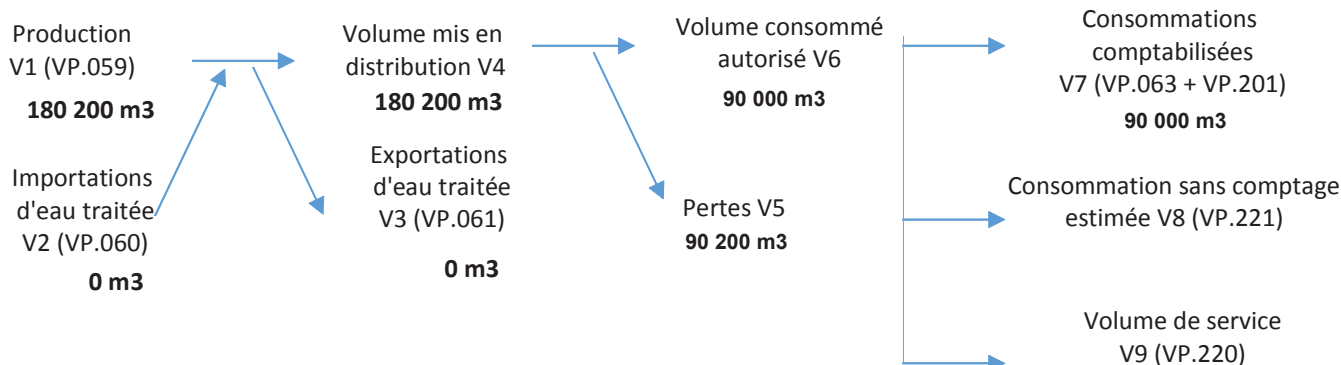 Production
V1 (VP.059)
180 200 m3
Importations
d'eau traitée
V2 (VP.060)
0 m3
Volume mis en
distribution V4
180 200 m3
Exportations
d'eau traitée
V3 (VP.061)
0 m3
Volume consommé
autorisé V6
90 000 m3
Pertes V5
90 200 m3
Consommations
comptabilisées
V7 (VP.063 + VP.201)
90 000 m3
Consommation sans comptage
estimée V8 (VP.221)
Volume de service
V9 (VP.220)